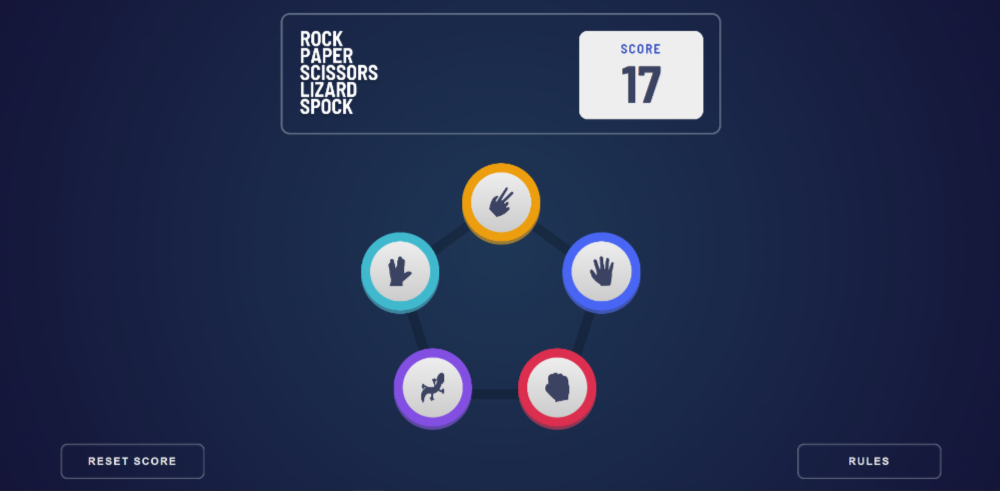 ROCK
PAPER
SCISSORS
LIZARD
SPOCK
SCORE
17
RESET SCORE
RULES